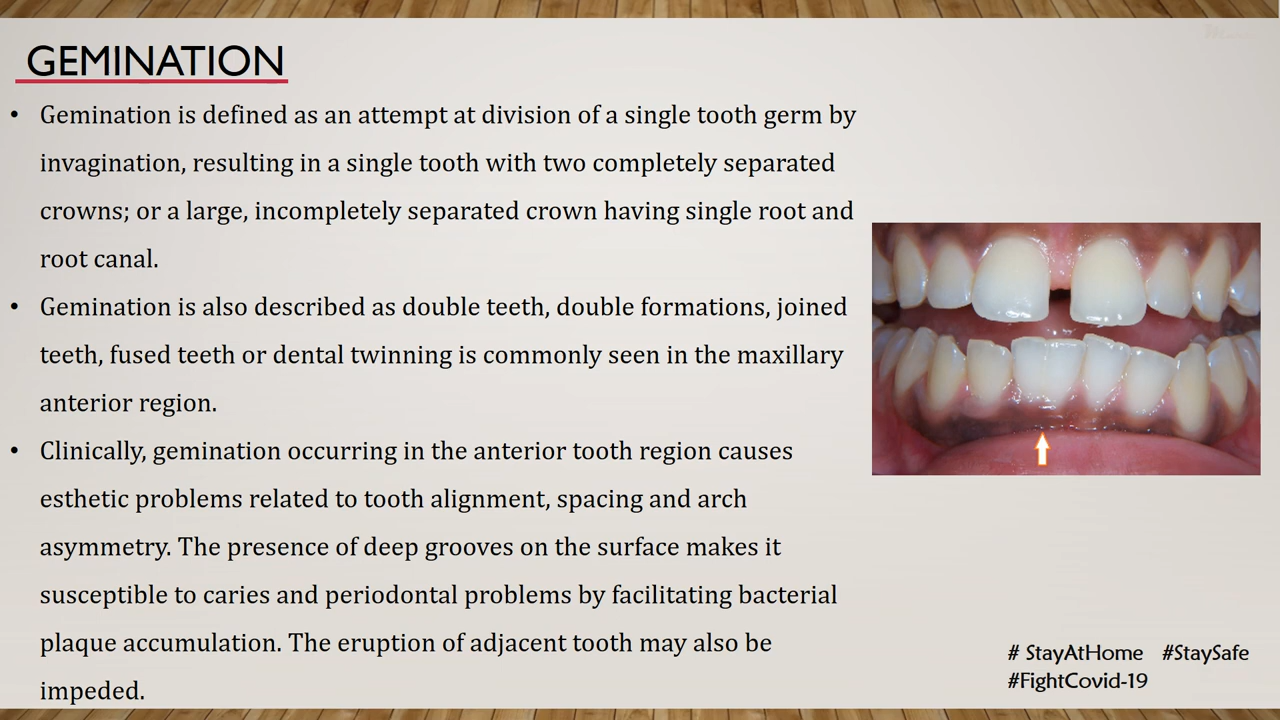 GEMINATION
• Gemination is defined as an attempt at division of a single tooth germ by
invagination, resulting in a single tooth with two completely separated
crowns; or a large, incompletely separated crown having single root and
root canal.
• Gemination is also described as double teeth, double formations, joined
teeth, fused teeth or dental twinning is commonly seen in the maxillary
anterior region.
• Clinically, gemination occurring in the anterior tooth region causes
esthetic problems related to tooth alignment, spacing and arch
asymmetry. The presence of deep grooves on the surface makes it
susceptible to caries and periodontal problems by facilitating bacterial
plaque accumulation. The eruption of adjacent tooth may also be
impeded.
# StayAtHome #StaySafe
#FightCovid-19